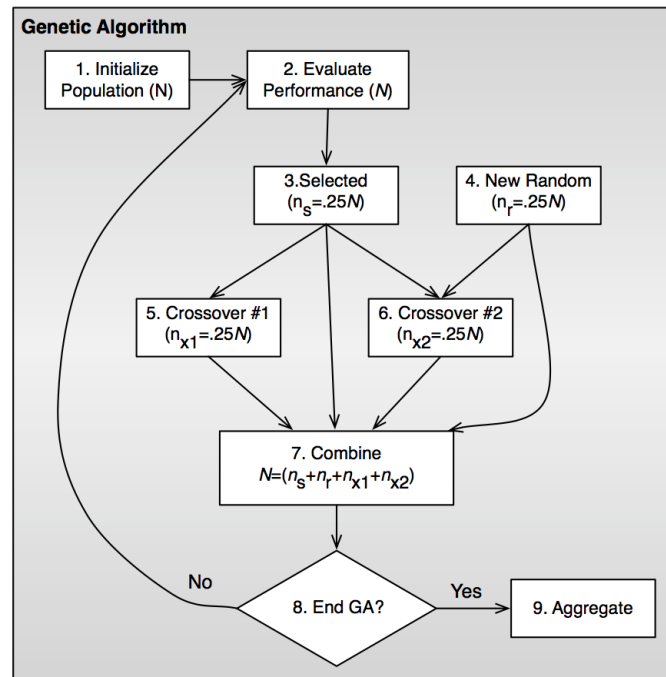 Genetic Algorithm
1. Initialize
Population (N)
2. Evaluate
Performance (N)
3.Selected
(ns=.25N)
4. New Random
(nr=.25N)
5. Crossover #1
(nx1=.25N)
6. Crossover #2
(nx2=.25N)
7. Combine
N=(ns+nr+nx1+nx2)
No
8. End GA?
Yes
9. Aggregate